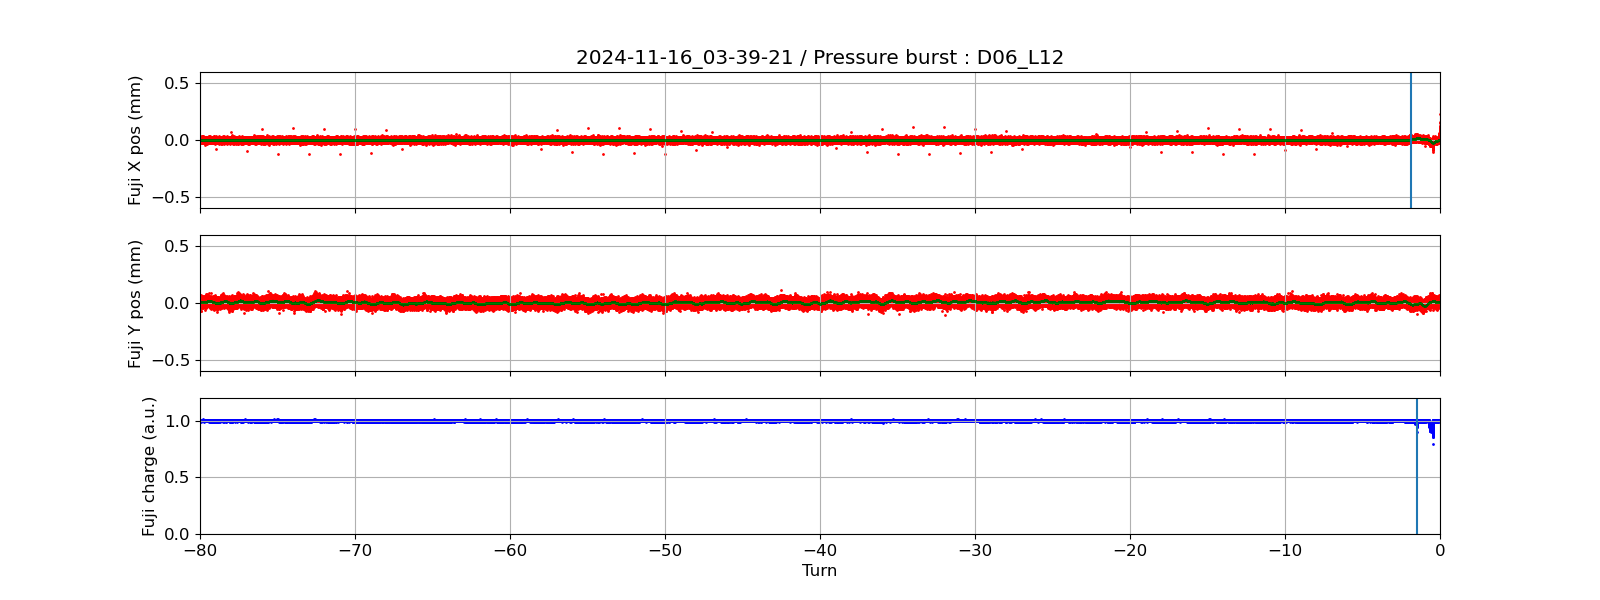 2024-11-16_03-39-21 / Pressure burst : D06_L12
Fuji X pos (mm)
0.5
0.0
−0.5
Fuji Y pos (mm)
0.5
0.0
−0.5
Fuji charge (a.u.)
1.0
0.5
0.0
−80 −70 −60 −50 −40 −30 −20 −10 0
Turn